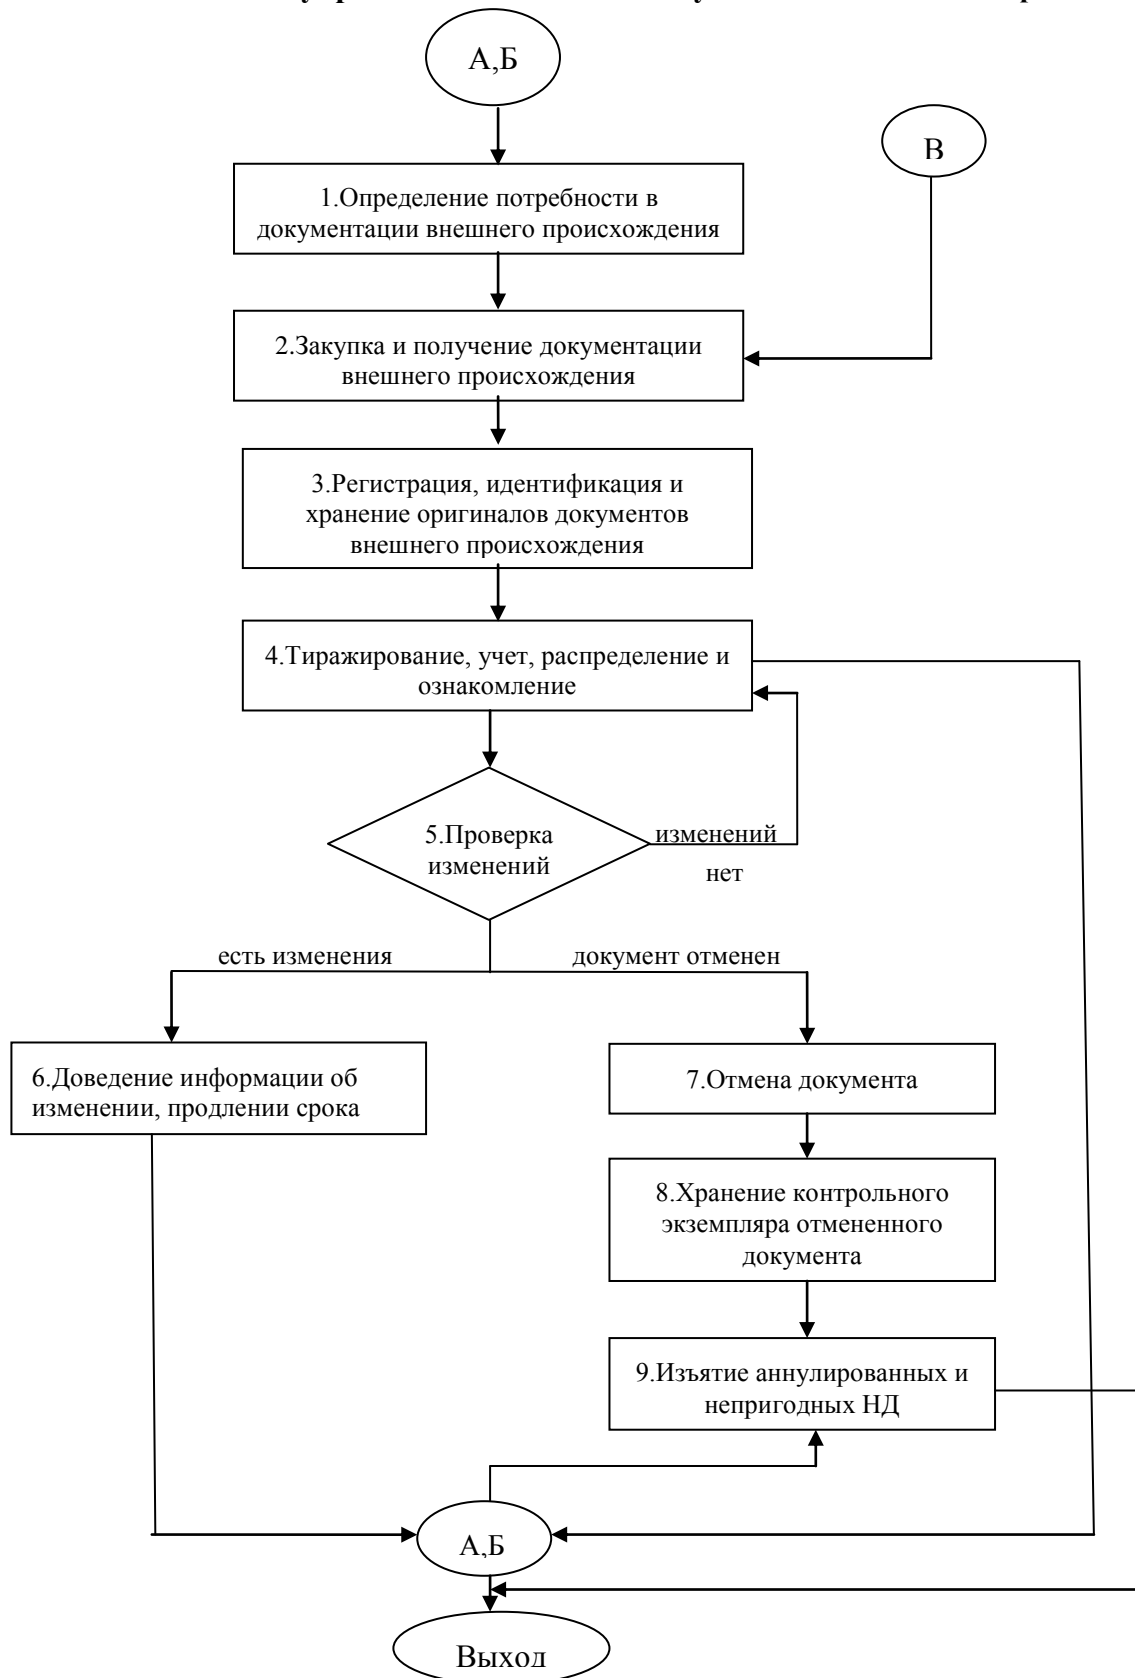 А,Б
В
1.Определение потребности в
документации внешнего происхождения
2.Закупка и получение документации
внешнего происхождения
3.Регистрация, идентификация и
хранение оригиналов документов
внешнего происхождения
4.Тиражирование, учет, распределение и
ознакомление
5.Проверка
изменений
изменений
нет
есть изменения
документ отменен
6.Доведение информации об
изменении, продлении срока
7.Отмена документа
8.Хранение контрольного
экземпляра отмененного
документа
9.Изъятие аннулированных и
непригодных НД
А,Б
Выход